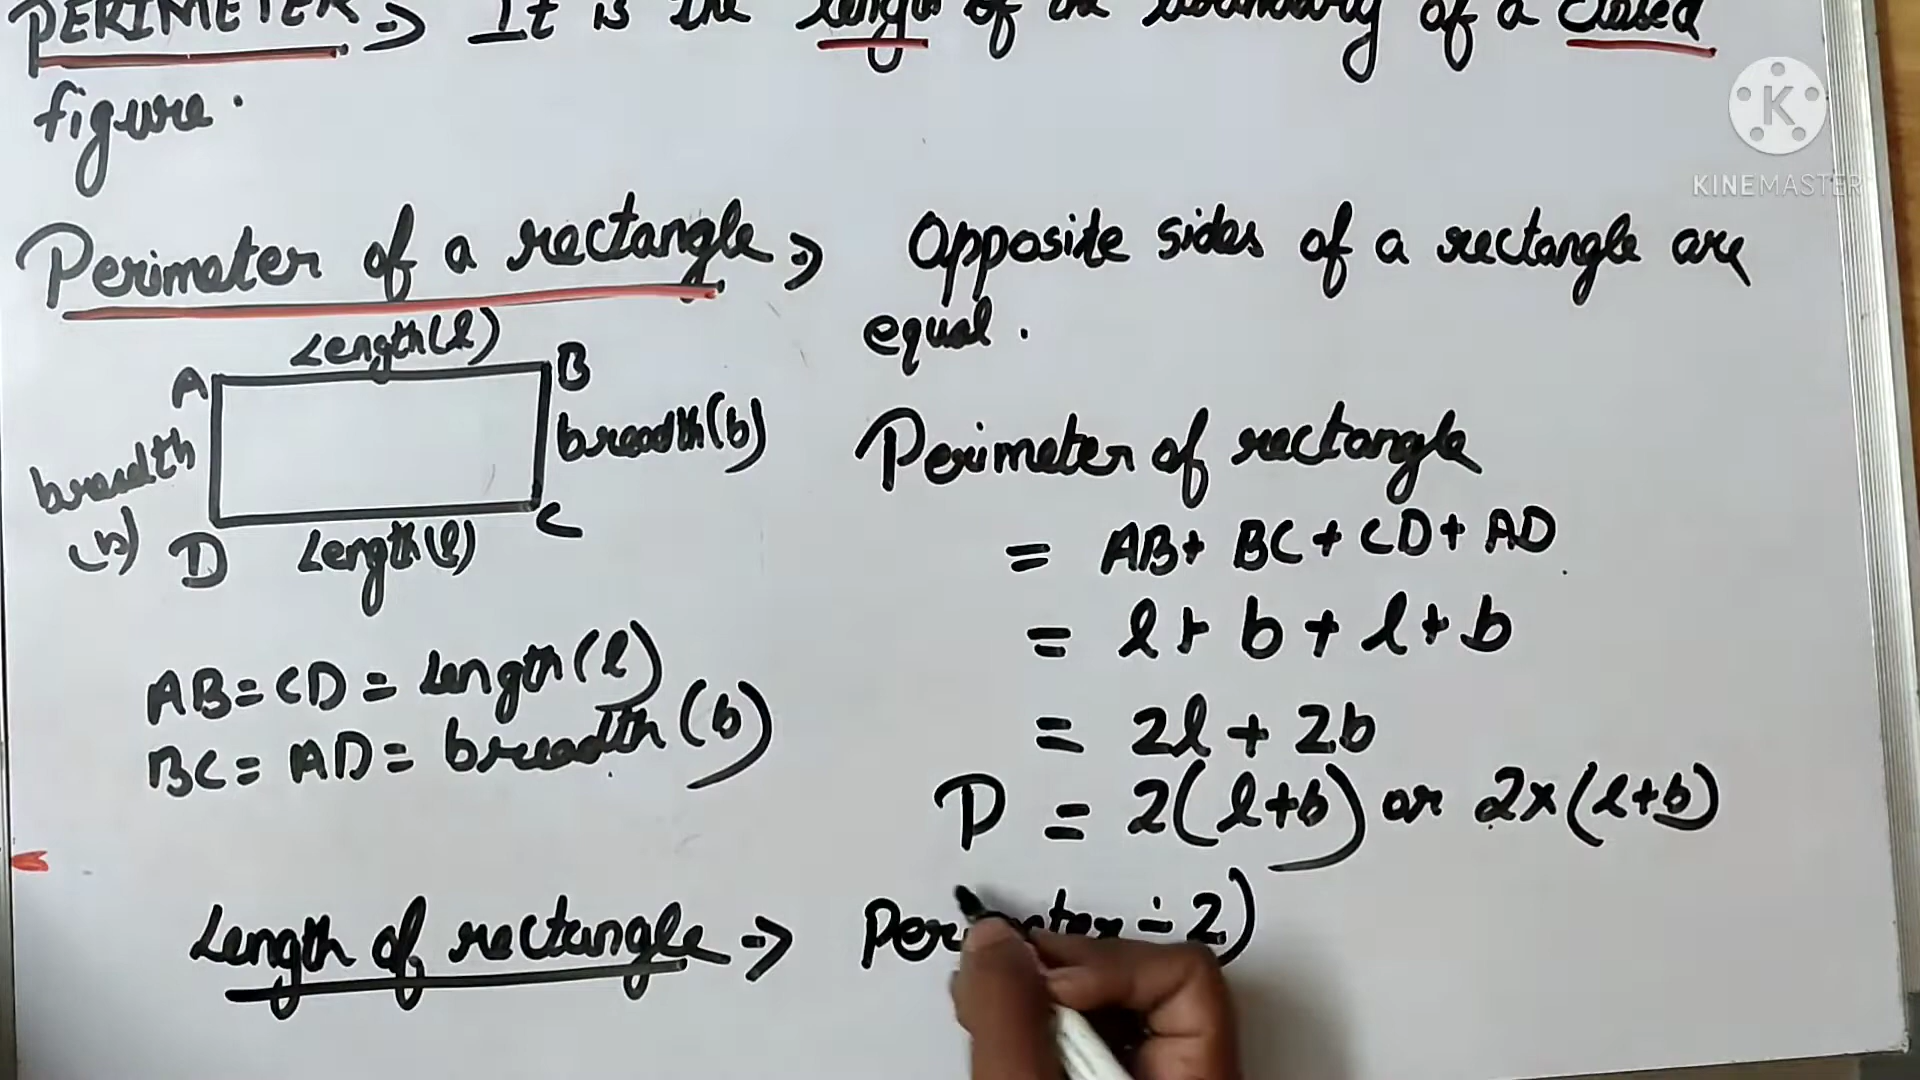 PERIMETER → It is the length of the boundary of a closed
figure.
KINEMASTER
Perimeter of a rectangle → Opposite sides of a rectangle are
equal.
Length(l)
A
B
breadth
(b)
breadth(b)
D
Length(l)
C
Perimeter of rectangle
= AB + BC + CD + AD
= l + b + l + b
AB = CD = Length(l)
BC = AD = breadth (b)
= 2l + 2b
P = 2(l+b) or 2×(l+b)
Length of rectangle → ÷ 2)